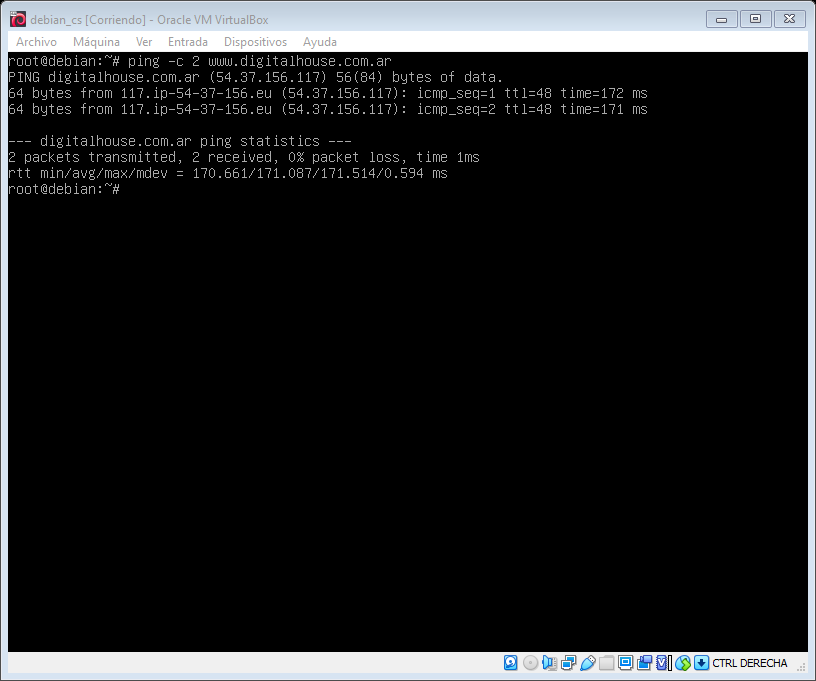 debian_cs [Corriendo] - Oracle VM VirtualBox
Archivo Máquina Ver Entrada Dispositivos Ayuda
root@debian:~# ping -c 2 www.digitalhouse.com.ar
PING digitalhouse.com.ar (54.37.156.117) 56(84) bytes of data.
64 bytes from 117.ip-54-37-156.eu (54.37.156.117): icmp_seq=1 ttl=48 time=172 ms
64 bytes from 117.ip-54-37-156.eu (54.37.156.117): icmp_seq=2 ttl=48 time=171 ms
--- digitalhouse.com.ar ping statistics ---
2 packets transmitted, 2 received, 0% packet loss, time 1ms
rtt min/avg/max/mdev = 170.661/171.087/171.514/0.594 ms
root@debian:~#
CTRL DERECHA